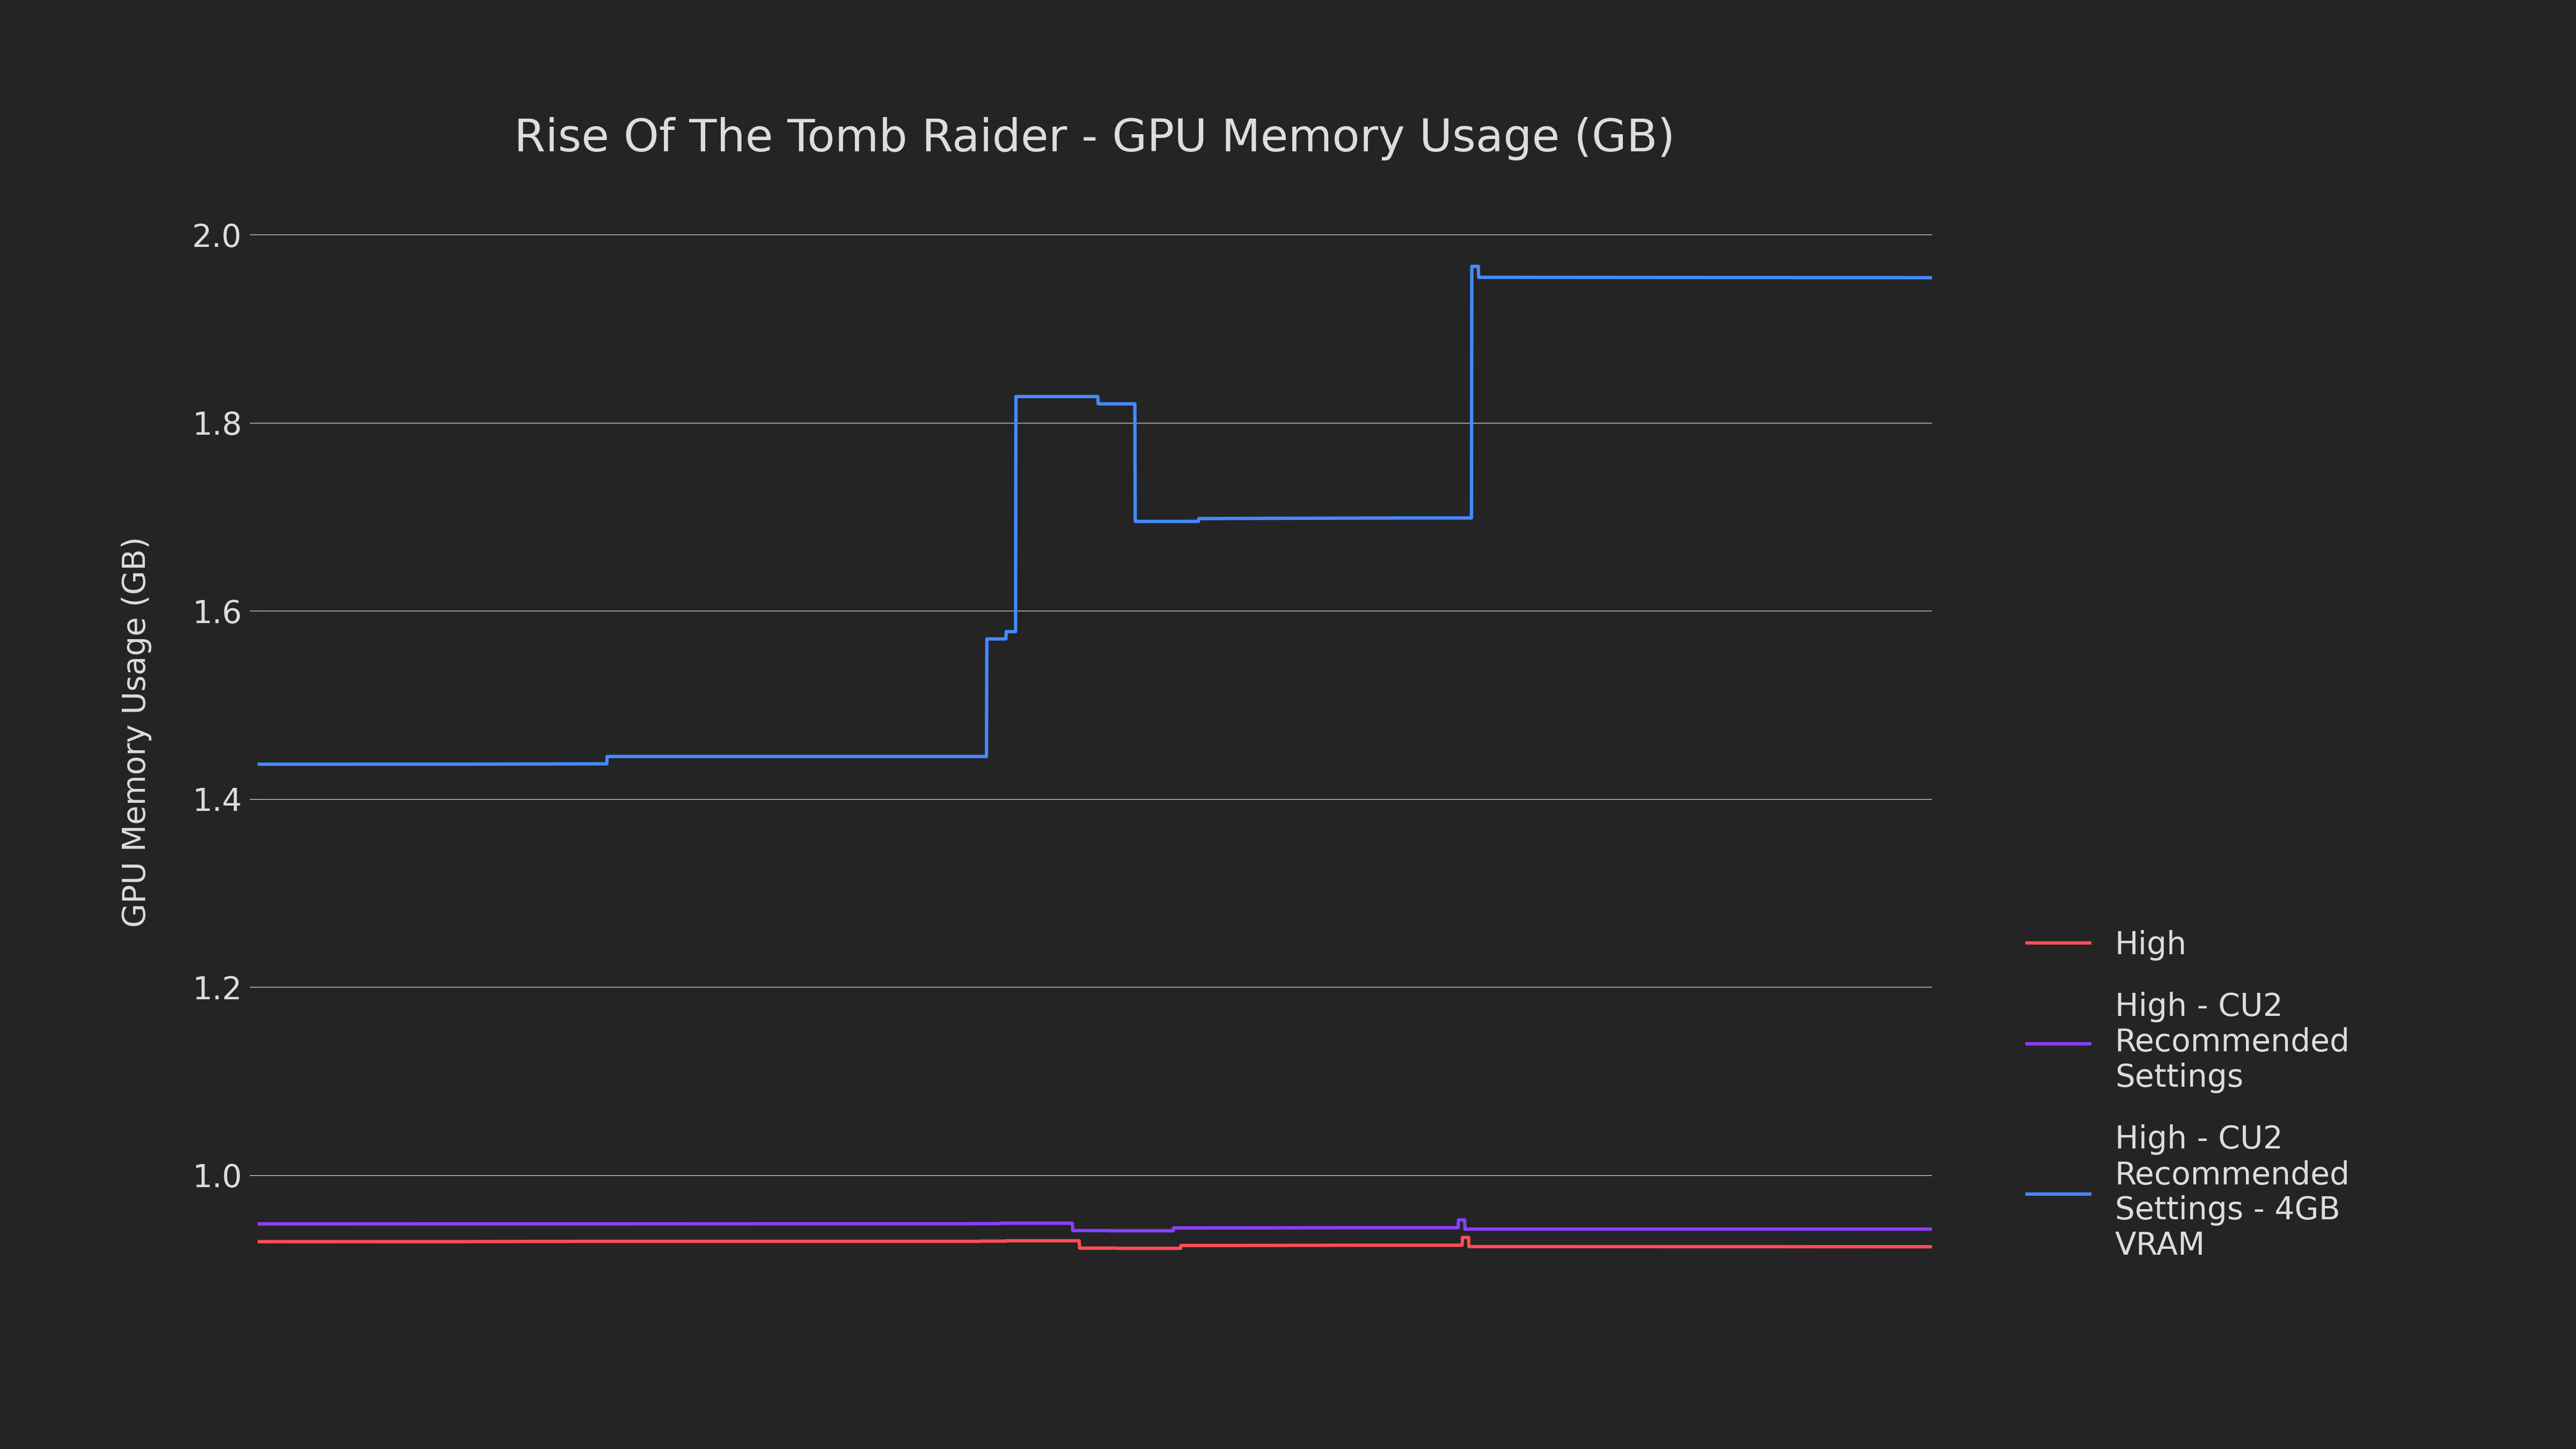 Rise Of The Tomb Raider - GPU Memory Usage (GB)
GPU Memory Usage (GB)
2.0
1.8
1.6
1.4
1.2
1.0
High
High - CU2
Recommended
Settings
High - CU2
Recommended
Settings - 4GB
VRAM